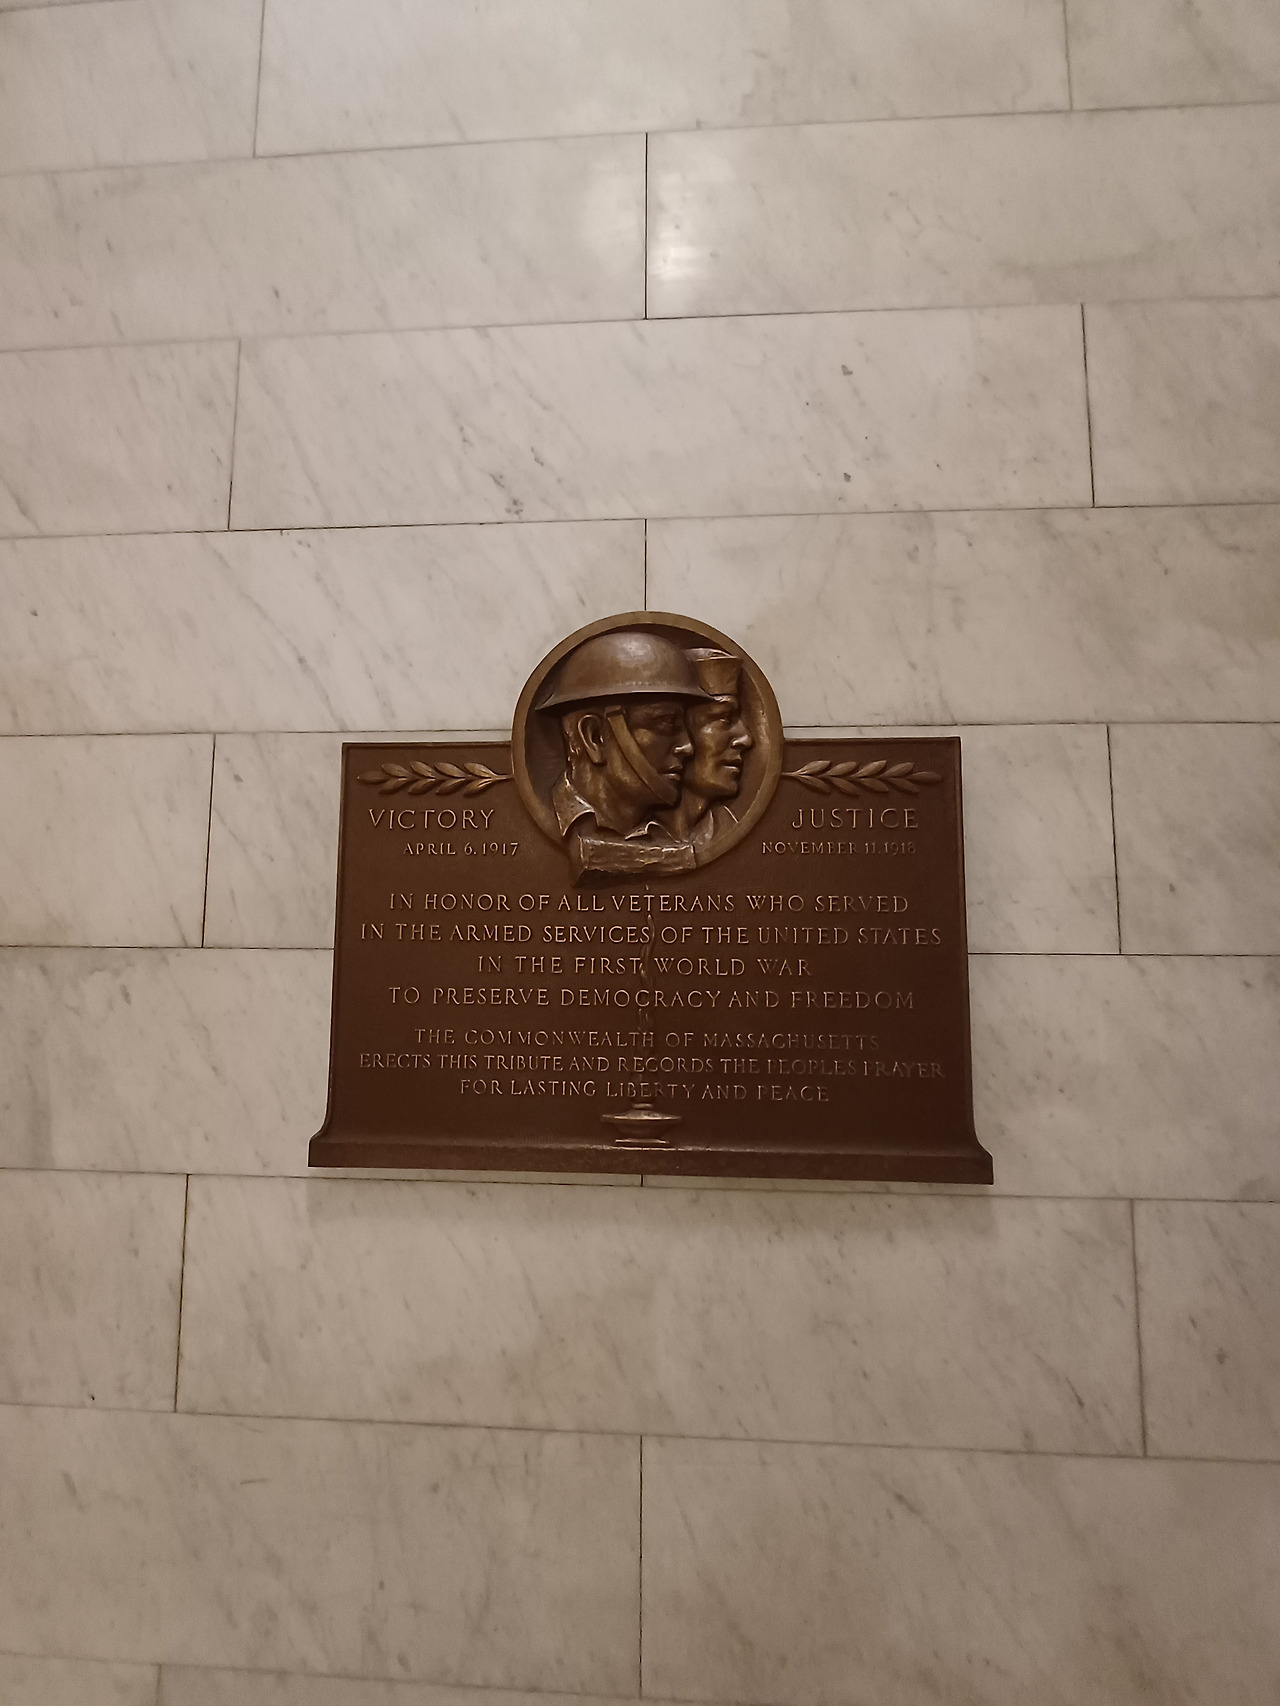 VICTORY
JUSTICE
APRIL 6.1917
NOVEMBER 11.1918
IN HONOR OF ALL VETERANS WHO SERVED
IN THE ARMED SERVICES OF THE UNITED STATES
IN THE FIRST WORLD WAR
TO PRESERVE DEMOCRACY AND FREEDOM
THE COMMONWEALTH OF MASSACHUSETTS
ERECTS THIS TRIBUTE AND RECORDS THE PEOPLES PRAYER
FOR LASTING LIBERTY AND PEACE